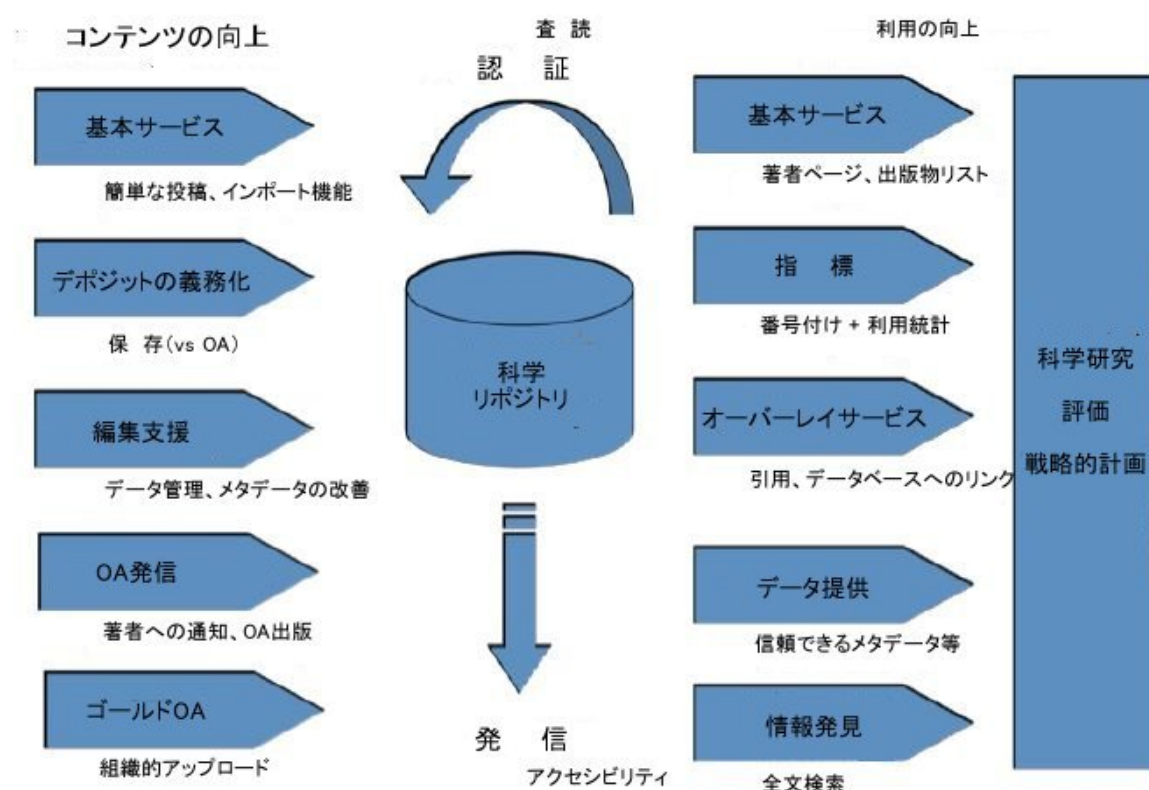 コンテンツの向上
基本サービス
簡単な投稿、インポート機能
デポジットの義務化
保 存(vs OA)
編集支援
データ管理、メタデータの改善
OA発信
著者への通知、OA出版
ゴールドOA
組織的アップロード
査 読
認 証
科学
リポジトリ
発 信
アクセシビリティ
利用の向上
基本サービス
著者ページ、出版物リスト
指 標
番号付け + 利用統計
オーバーレイサービス
引用、データベースへのリンク
データ提供
信頼できるメタデータ等
情報発見
全文検索
科学研究
評価
戦略的計画